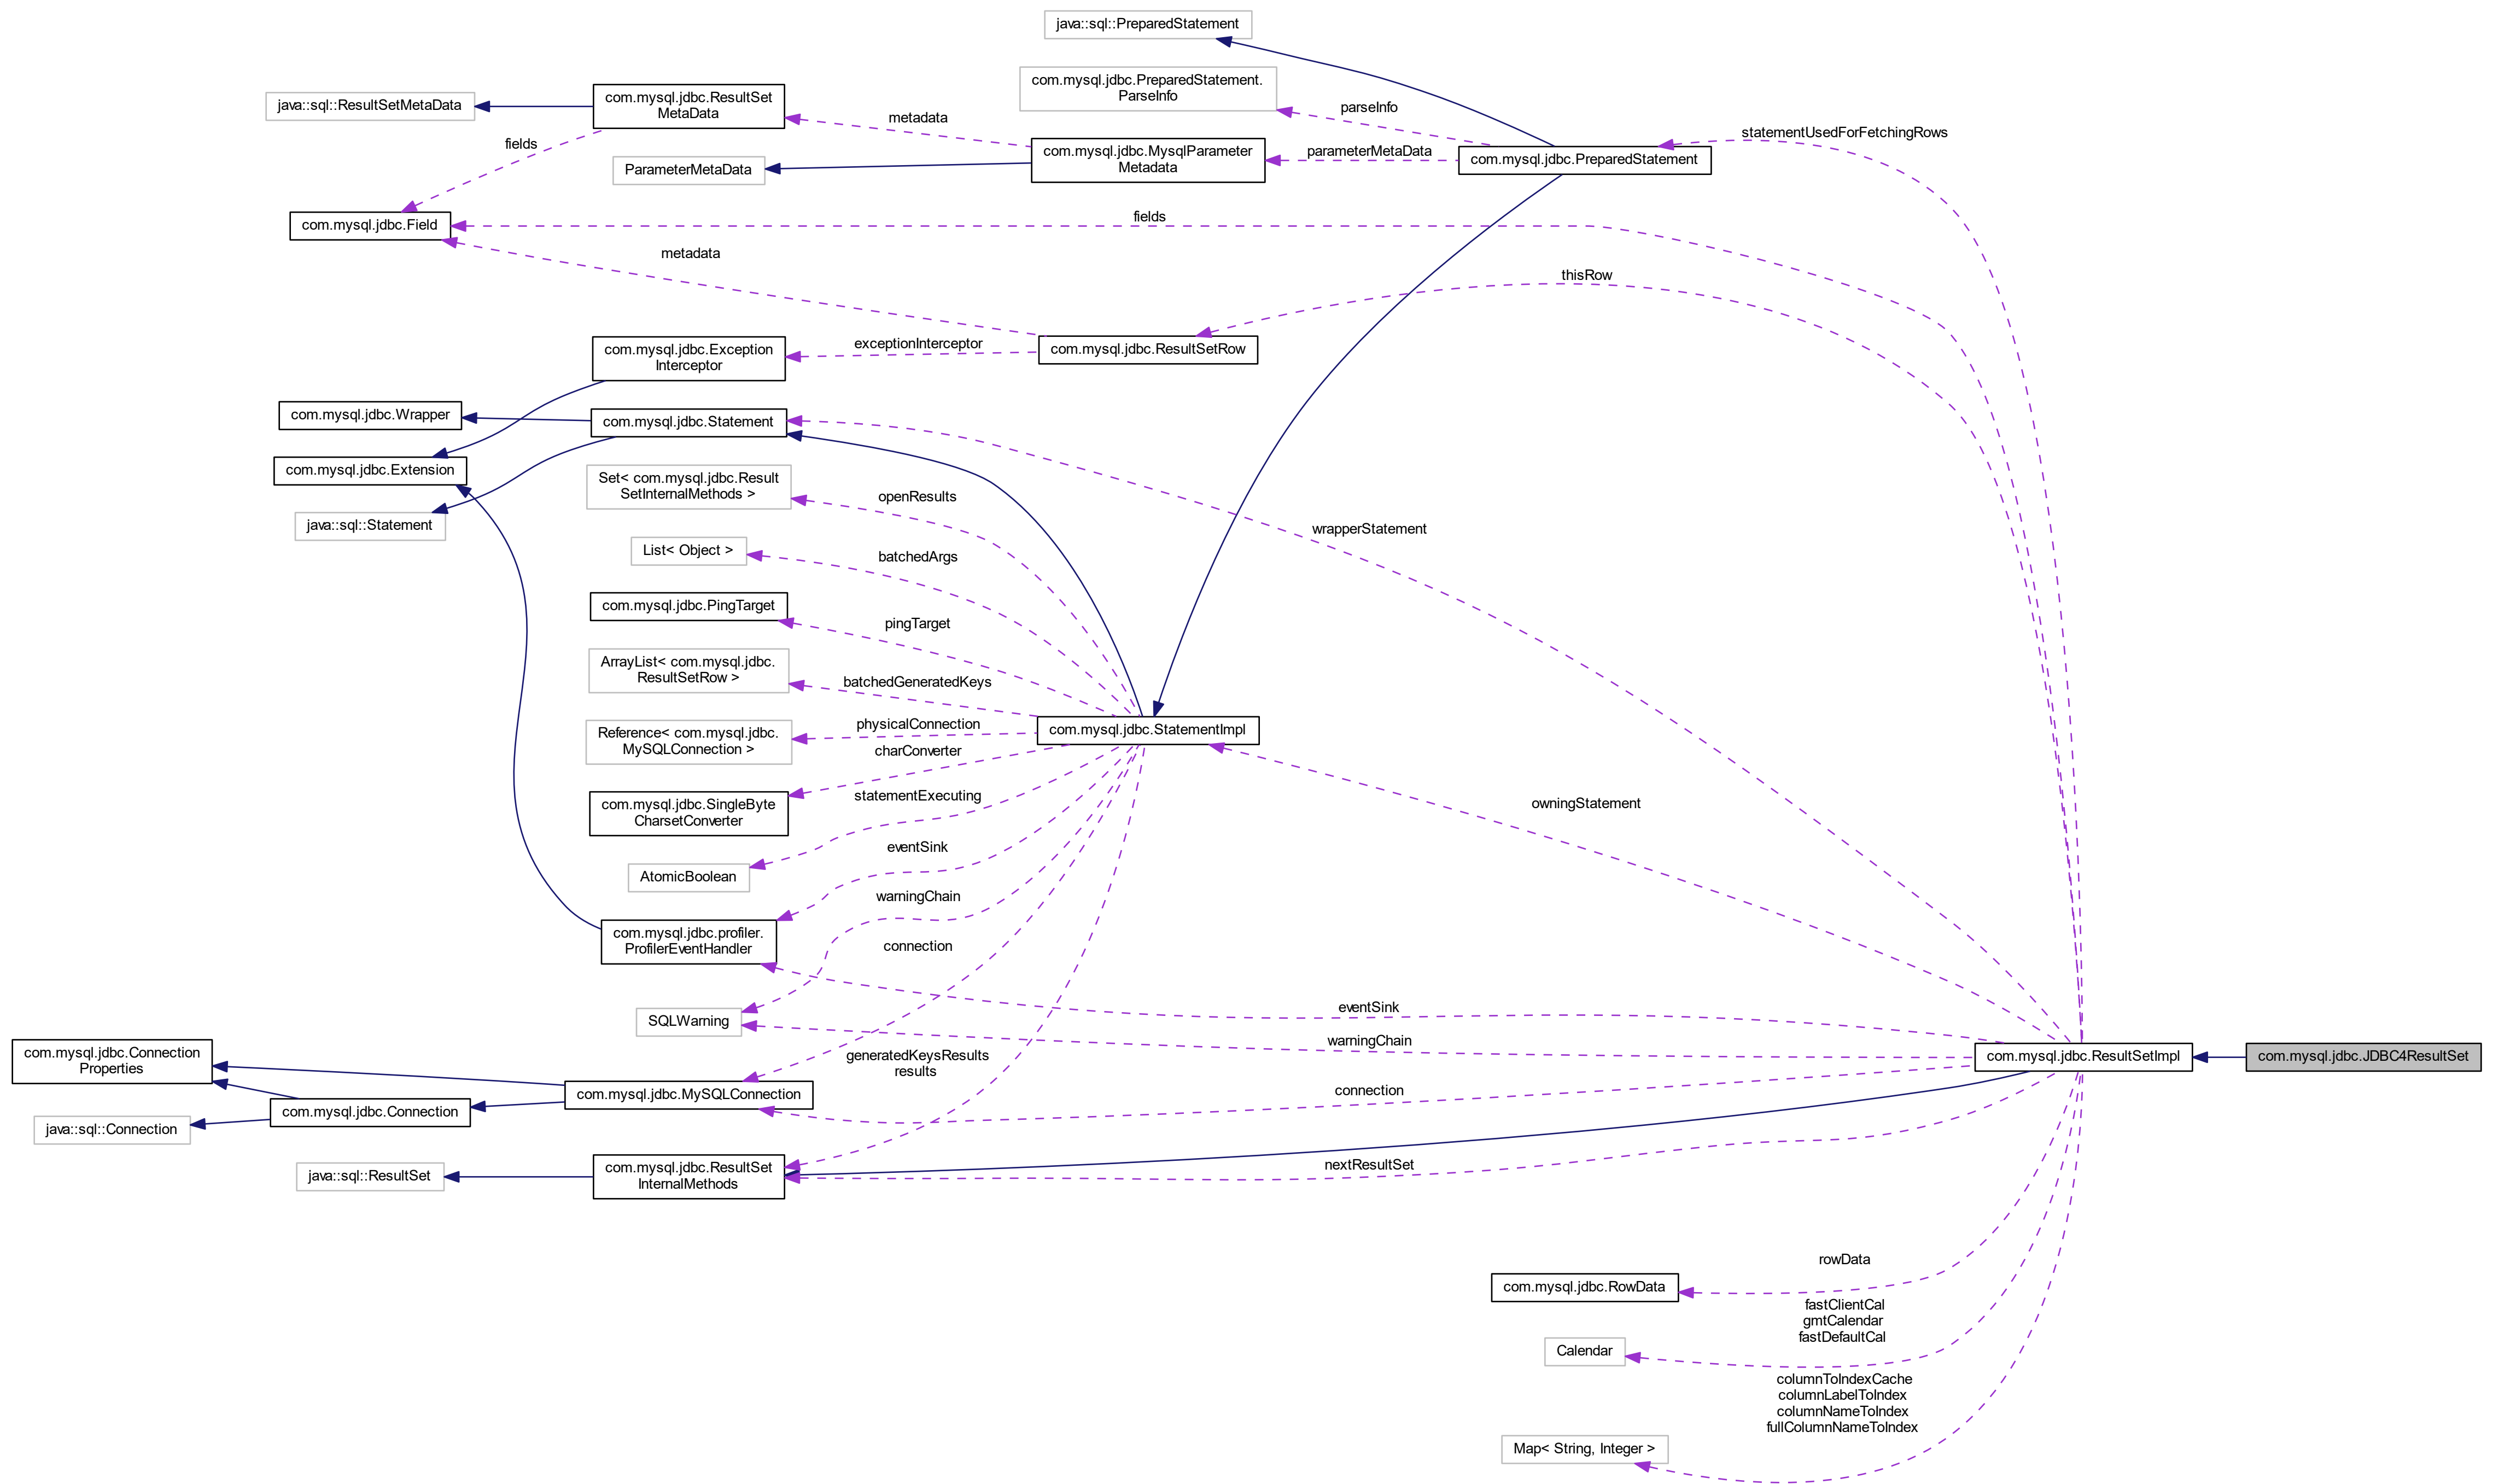 java::sql::PreparedStatement
com.mysql.jdbc.PreparedStatement.
ParseInfo
java::sql::ResultSetMetaData
com.mysql.jdbc.ResultSet
MetaData
metadata
parseInfo
statementUsedForFetchingRows
fields
ParameterMetaData
com.mysql.jdbc.MysqlParameter
Metadata
parameterMetaData
com.mysql.jdbc.PreparedStatement
com.mysql.jdbc.Field
fields
metadata
thisRow
com.mysql.jdbc.Exception
Interceptor
exceptionInterceptor
com.mysql.jdbc.ResultSetRow
com.mysql.jdbc.Wrapper
com.mysql.jdbc.Statement
com.mysql.jdbc.Extension
Set< com.mysql.jdbc.Result
SetInternalMethods >
openResults
java::sql::Statement
wrapperStatement
List< Object >
batchedArgs
com.mysql.jdbc.PingTarget
pingTarget
ArrayList< com.mysql.jdbc.
ResultSetRow >
batchedGeneratedKeys
Reference< com.mysql.jdbc.
MySQLConnection >
physicalConnection
com.mysql.jdbc.StatementImpl
charConverter
com.mysql.jdbc.SingleByte
CharsetConverter
statementExecuting
owningStatement
AtomicBoolean
eventSink
warningChain
com.mysql.jdbc.profiler.
ProfilerEventHandler
connection
SQLWarning
eventSink
warningChain
com.mysql.jdbc.Connection
Properties
generatedKeysResults
results
com.mysql.jdbc.ResultSetImpl
com.mysql.jdbc.JDBC4ResultSet
com.mysql.jdbc.MySQLConnection
connection
com.mysql.jdbc.Connection
java::sql::Connection
java::sql::ResultSet
com.mysql.jdbc.ResultSet
InternalMethods
nextResultSet
rowData
com.mysql.jdbc.RowData
fastClientCal
gmtCalendar
fastDefaultCal
Calendar
columnToIndexCache
columnLabelToIndex
columnNameToIndex
fullColumnNameToIndex
Map< String, Integer >